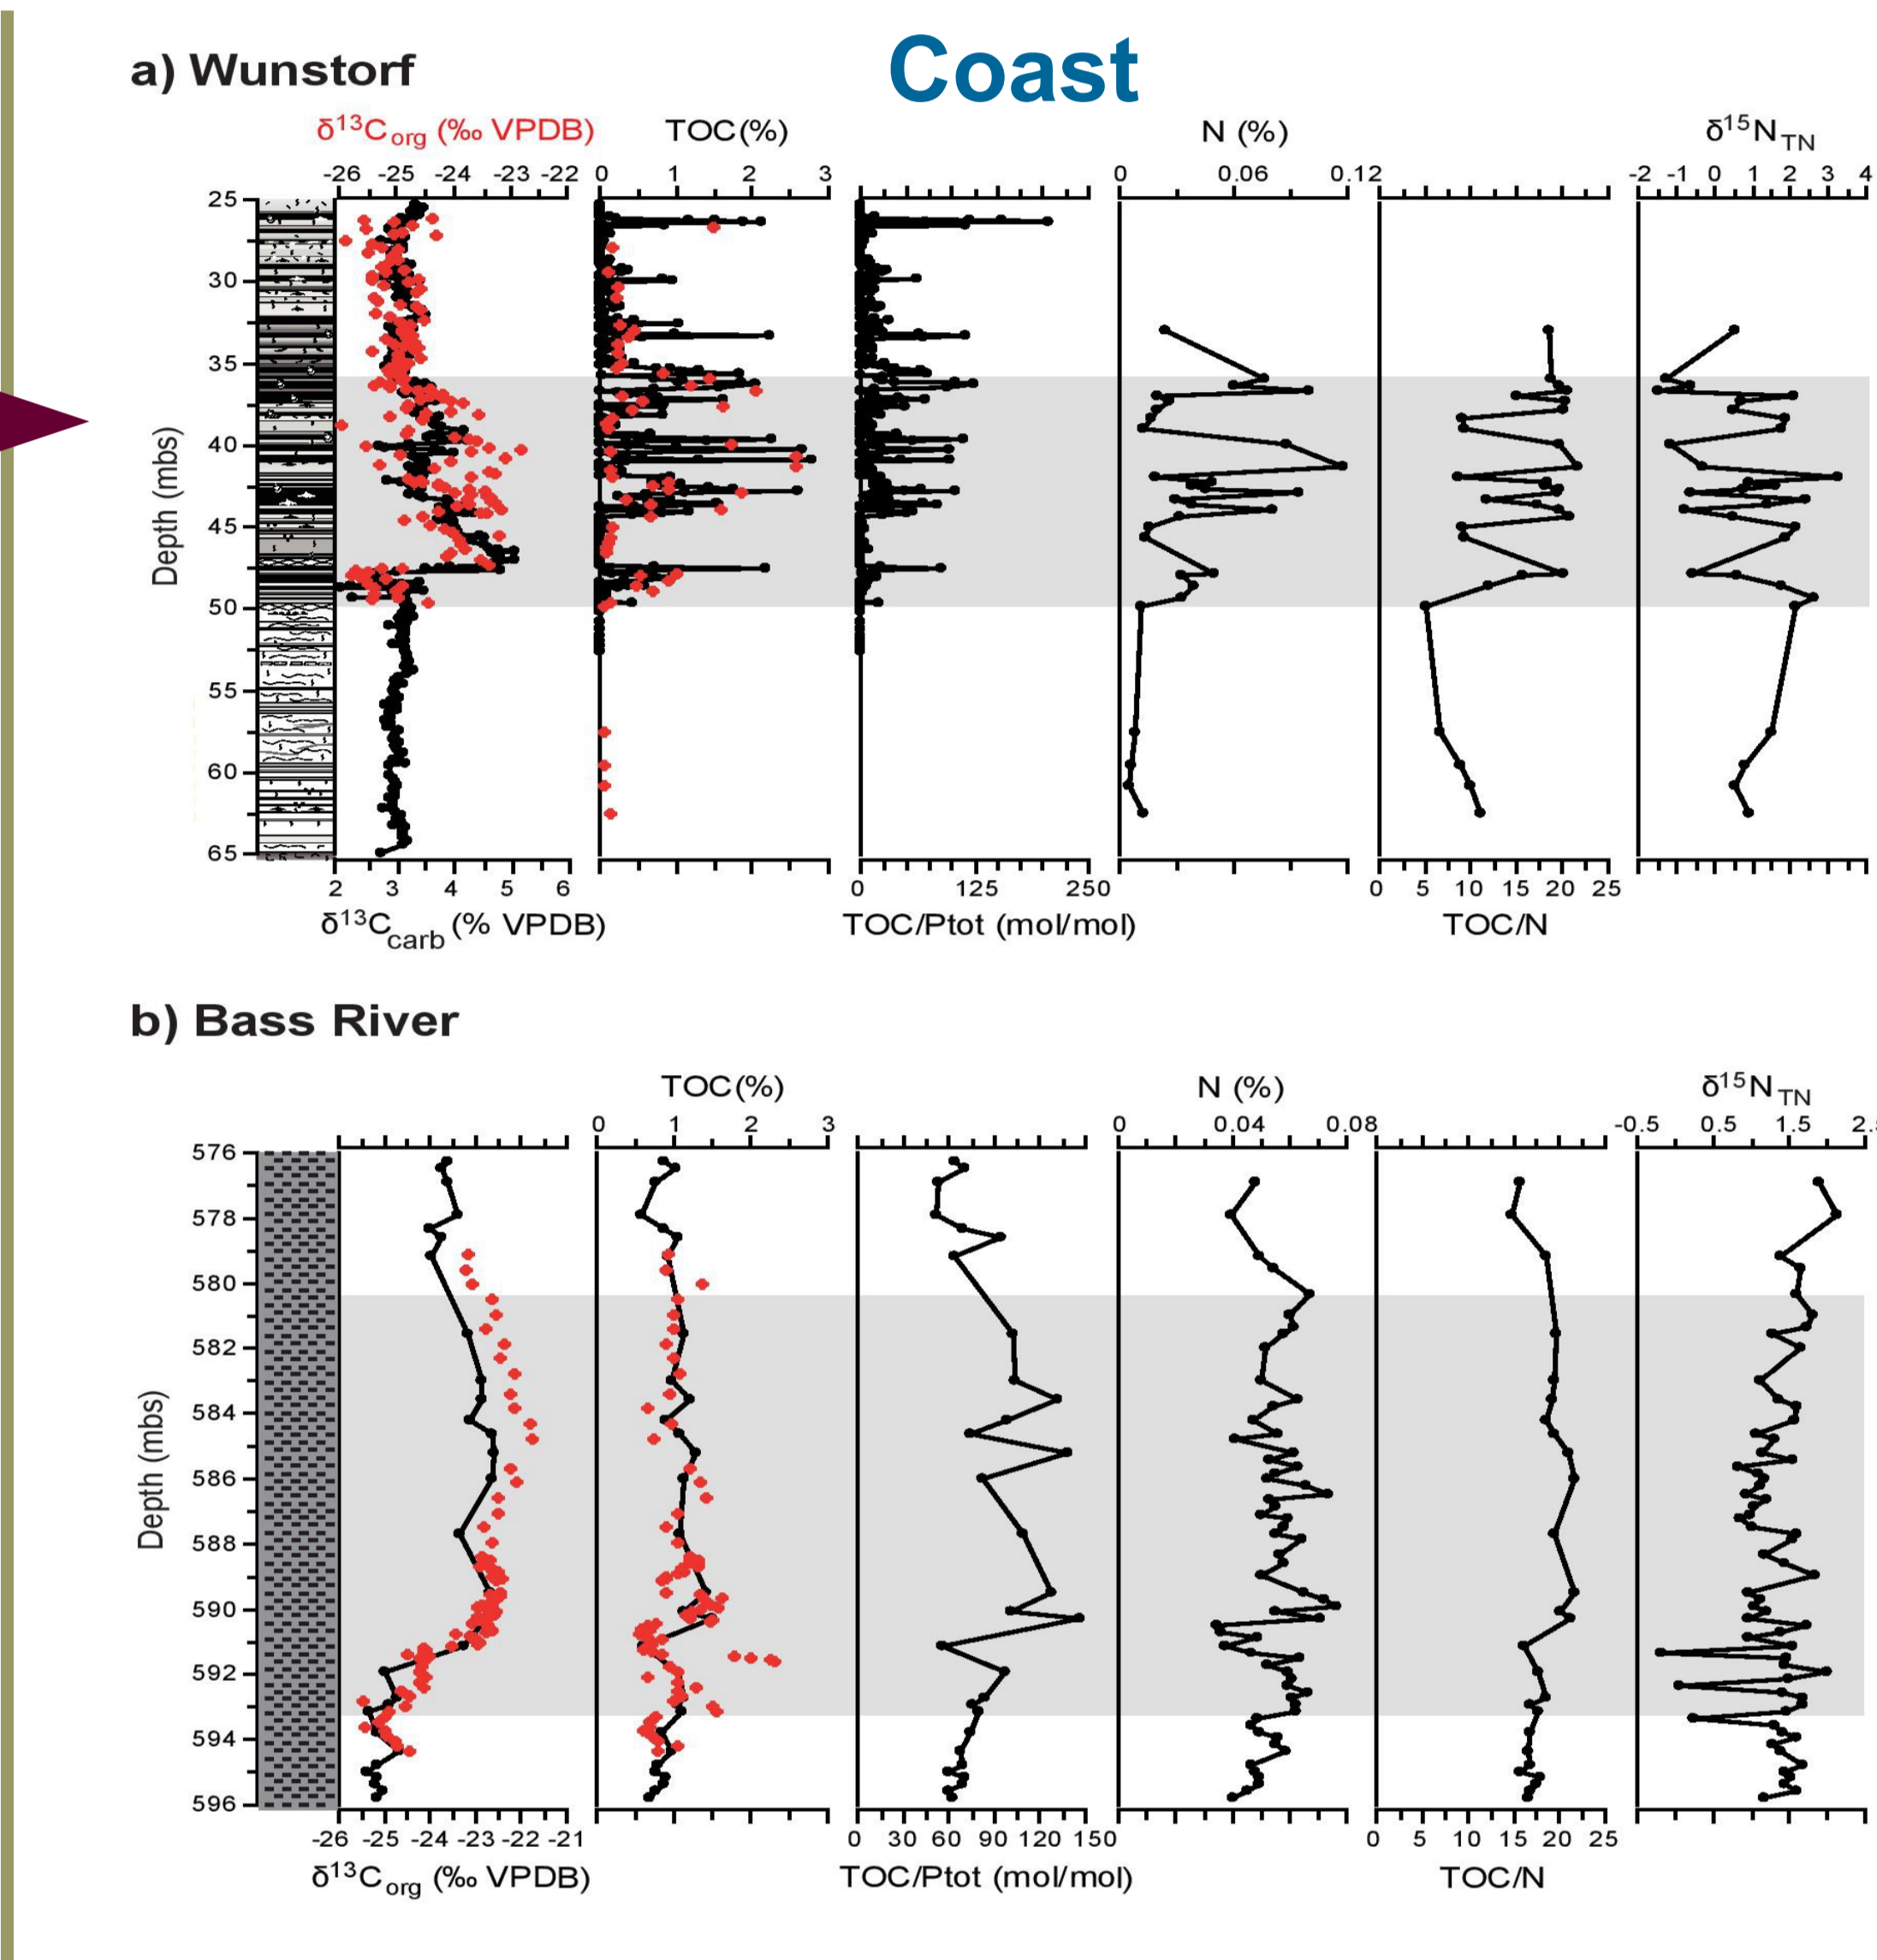 Coast
a) Wunstorf
δ¹³Corg (‰ VPDB) TOC(%) N (%) δ¹⁵NTN
-26 -25 -24 -23 -22 0 1 2 3 0 0.06 0.12 -2 -1 0 1 2 3 4
25
30
35
40
45
50
55
60
65
Depth (mbs)
2 3 4 5 6 0 125 250 0 5 10 15 20 25
δ¹³Ccarb (% VPDB) TOC/Ptot (mol/mol) TOC/N
b) Bass River
TOC(%) N (%) δ¹⁵NTN
0 1 2 3 0 0.04 0.08 -0.5 0.5 1.5
576
578
580
582
584
586
588
590
592
594
596
Depth (mbs)
-26 -25 -24 -23 -22 -21 0 30 60 90 120 150 0 5 10 15 20 25
δ¹³Corg (‰ VPDB) TOC/Ptot (mol/mol) TOC/N